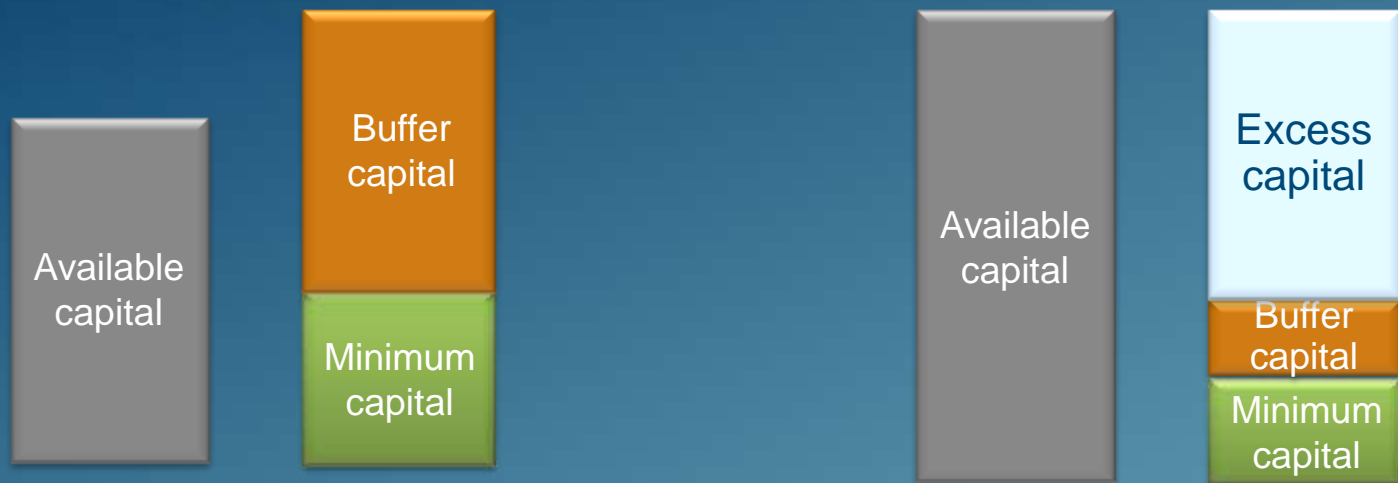 Available
capital
Buffer
capital
Minimum
capital
Available
capital
Excess
capital
Buffer
capital
Minimum
capital